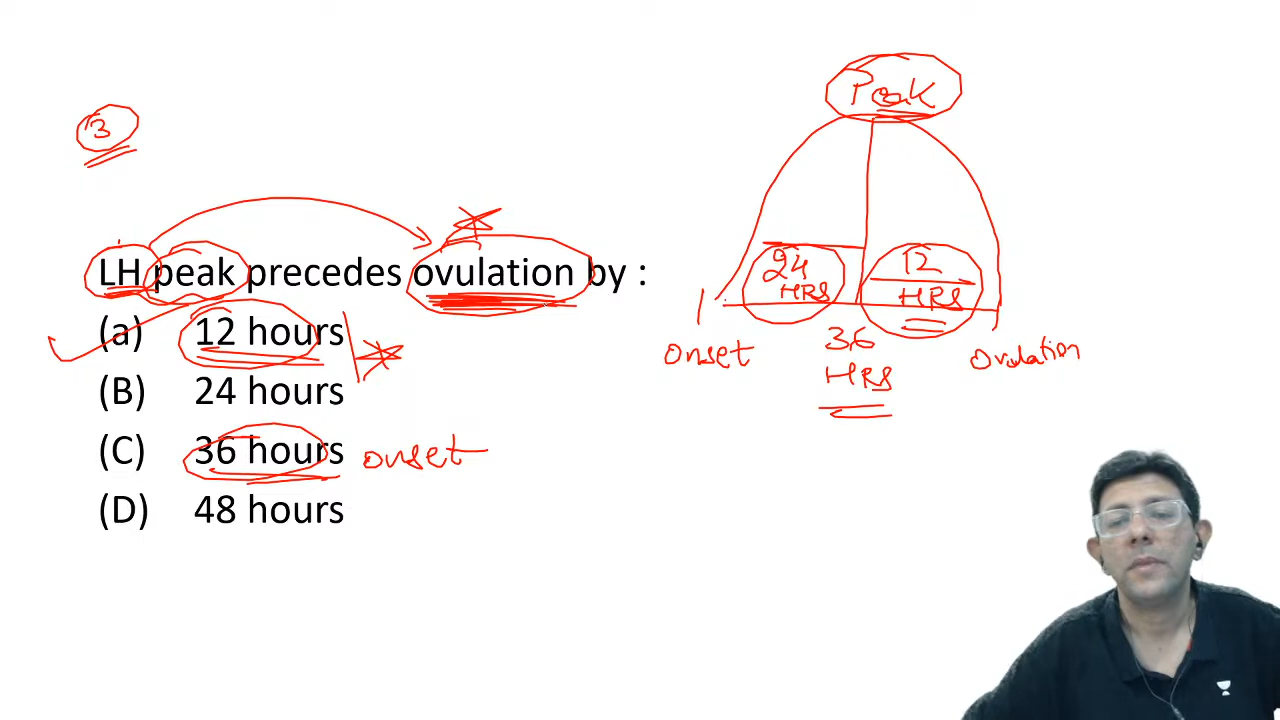 3
LH peak precedes ovulation by :
(a) 12 hours
(B) 24 hours
(C) 36 hours onset
(D) 48 hours
Peak
24 HRS
12 HRS
onset
36 HRS
Ovulation